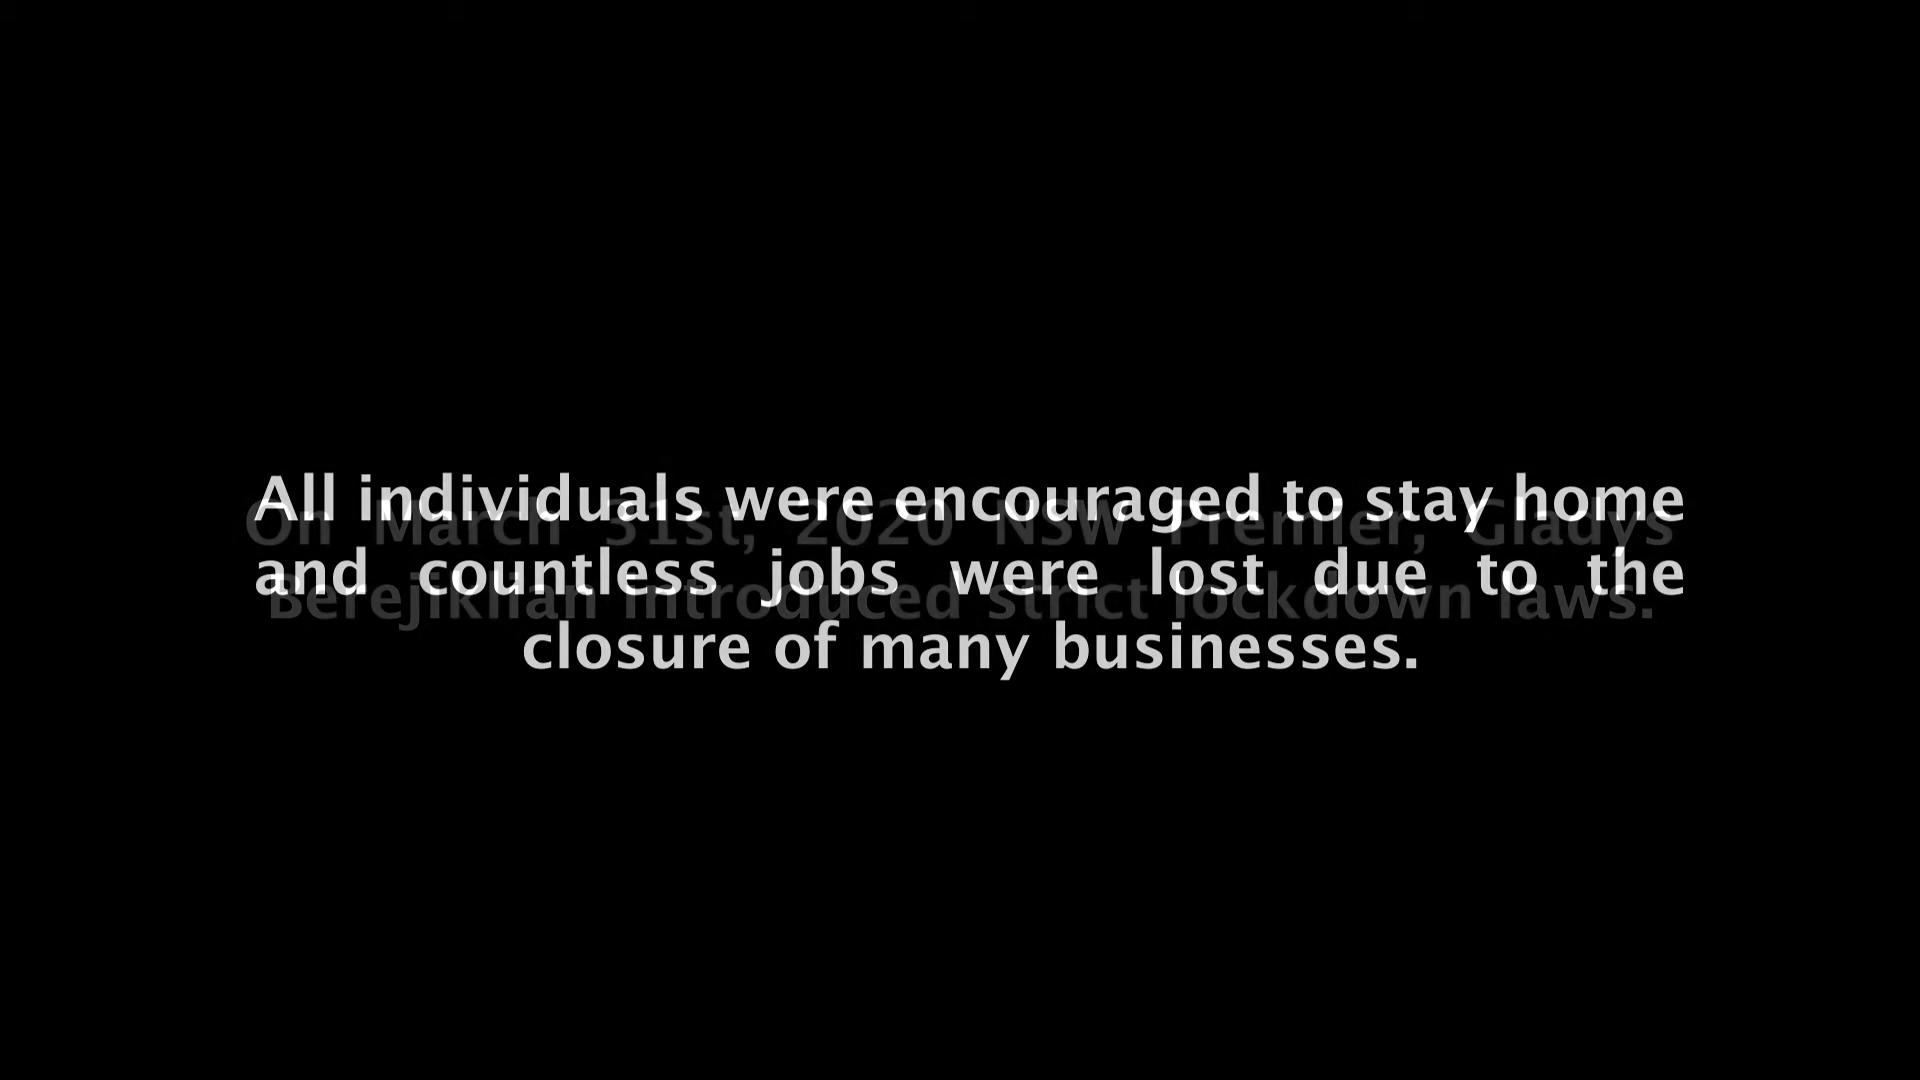 All individuals were encouraged to stay home
and countless jobs were lost due to the
closure of many businesses.
On March 31st, 2020 NSW Premier, Gladys
Berejiklian introduced strict lockdown laws.